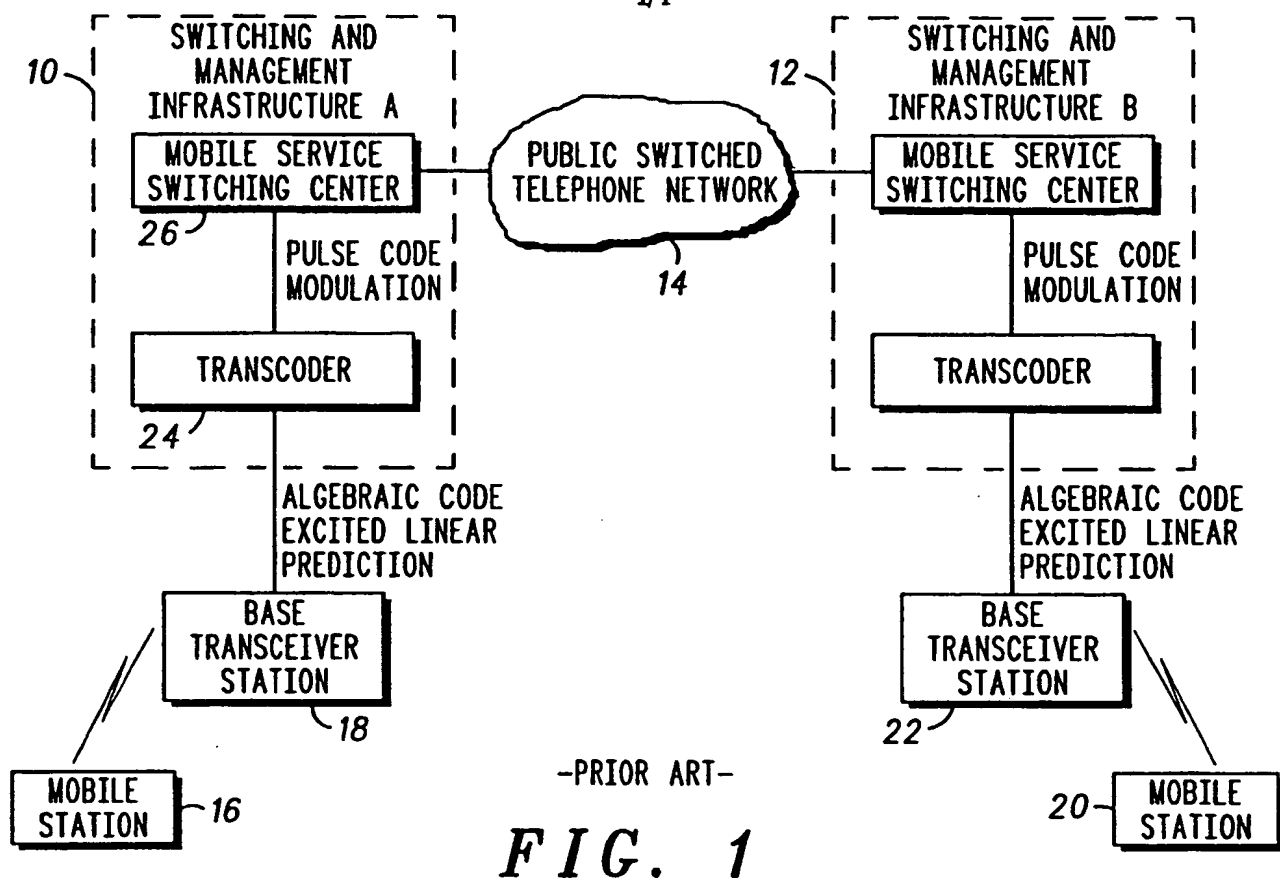 1/1
SWITCHING AND
MANAGEMENT
INFRASTRUCTURE A
10
MOBILE SERVICE
SWITCHING CENTER
26
PULSE CODE
MODULATION
TRANSCODER
24
ALGEBRAIC CODE
EXCITED LINEAR
PREDICTION
BASE
TRANSCEIVER
STATION
18
MOBILE
STATION
16
PUBLIC SWITCHED
TELEPHONE NETWORK
14
SWITCHING AND
MANAGEMENT
INFRASTRUCTURE B
12
MOBILE SERVICE
SWITCHING CENTER
PULSE CODE
MODULATION
TRANSCODER
ALGEBRAIC CODE
EXCITED LINEAR
PREDICTION
BASE
TRANSCEIVER
STATION
22
MOBILE
STATION
20
-PRIOR ART-
FIG. 1